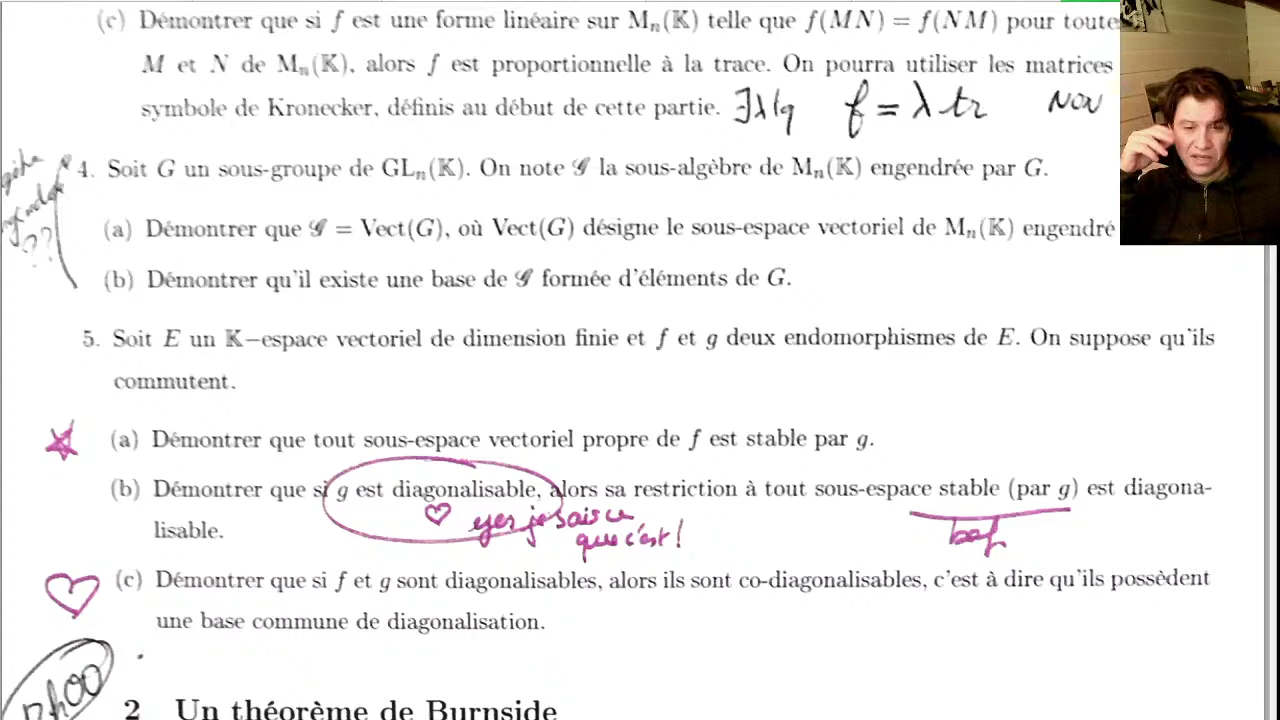 (c) Démontrer que si f est une forme linéaire sur Mₙ(𝕂) telle que f(MN) = f(NM) pour toute
M et N de Mₙ(𝕂), alors f est proportionnelle à la trace. On pourra utiliser les matrices
symbole de Kronecker, définis au début de cette partie. ∃λ/q f = λ tr NON
4. Soit G un sous-groupe de GLₙ(𝕂). On note 𝒢 la sous-algèbre de Mₙ(𝕂) engendrée par G.
??
(a) Démontrer que 𝒢 = Vect(G), où Vect(G) désigne le sous-espace vectoriel de Mₙ(𝕂) engendré
(b) Démontrer qu'il existe une base de 𝒢 formée d'éléments de G.
5. Soit E un 𝕂−espace vectoriel de dimension finie et f et g deux endomorphismes de E. On suppose qu'ils
commutent.
(a) Démontrer que tout sous-espace vectoriel propre de f est stable par g.
(b) Démontrer que si g est diagonalisable, alors sa restriction à tout sous-espace stable (par g) est diagona-
lisable.
yes je sais ce
que c'est !
bof
(c) Démontrer que si f et g sont diagonalisables, alors ils sont co-diagonalisables, c'est à dire qu'ils possèdent
une base commune de diagonalisation.
2 Un théorème de Burnside